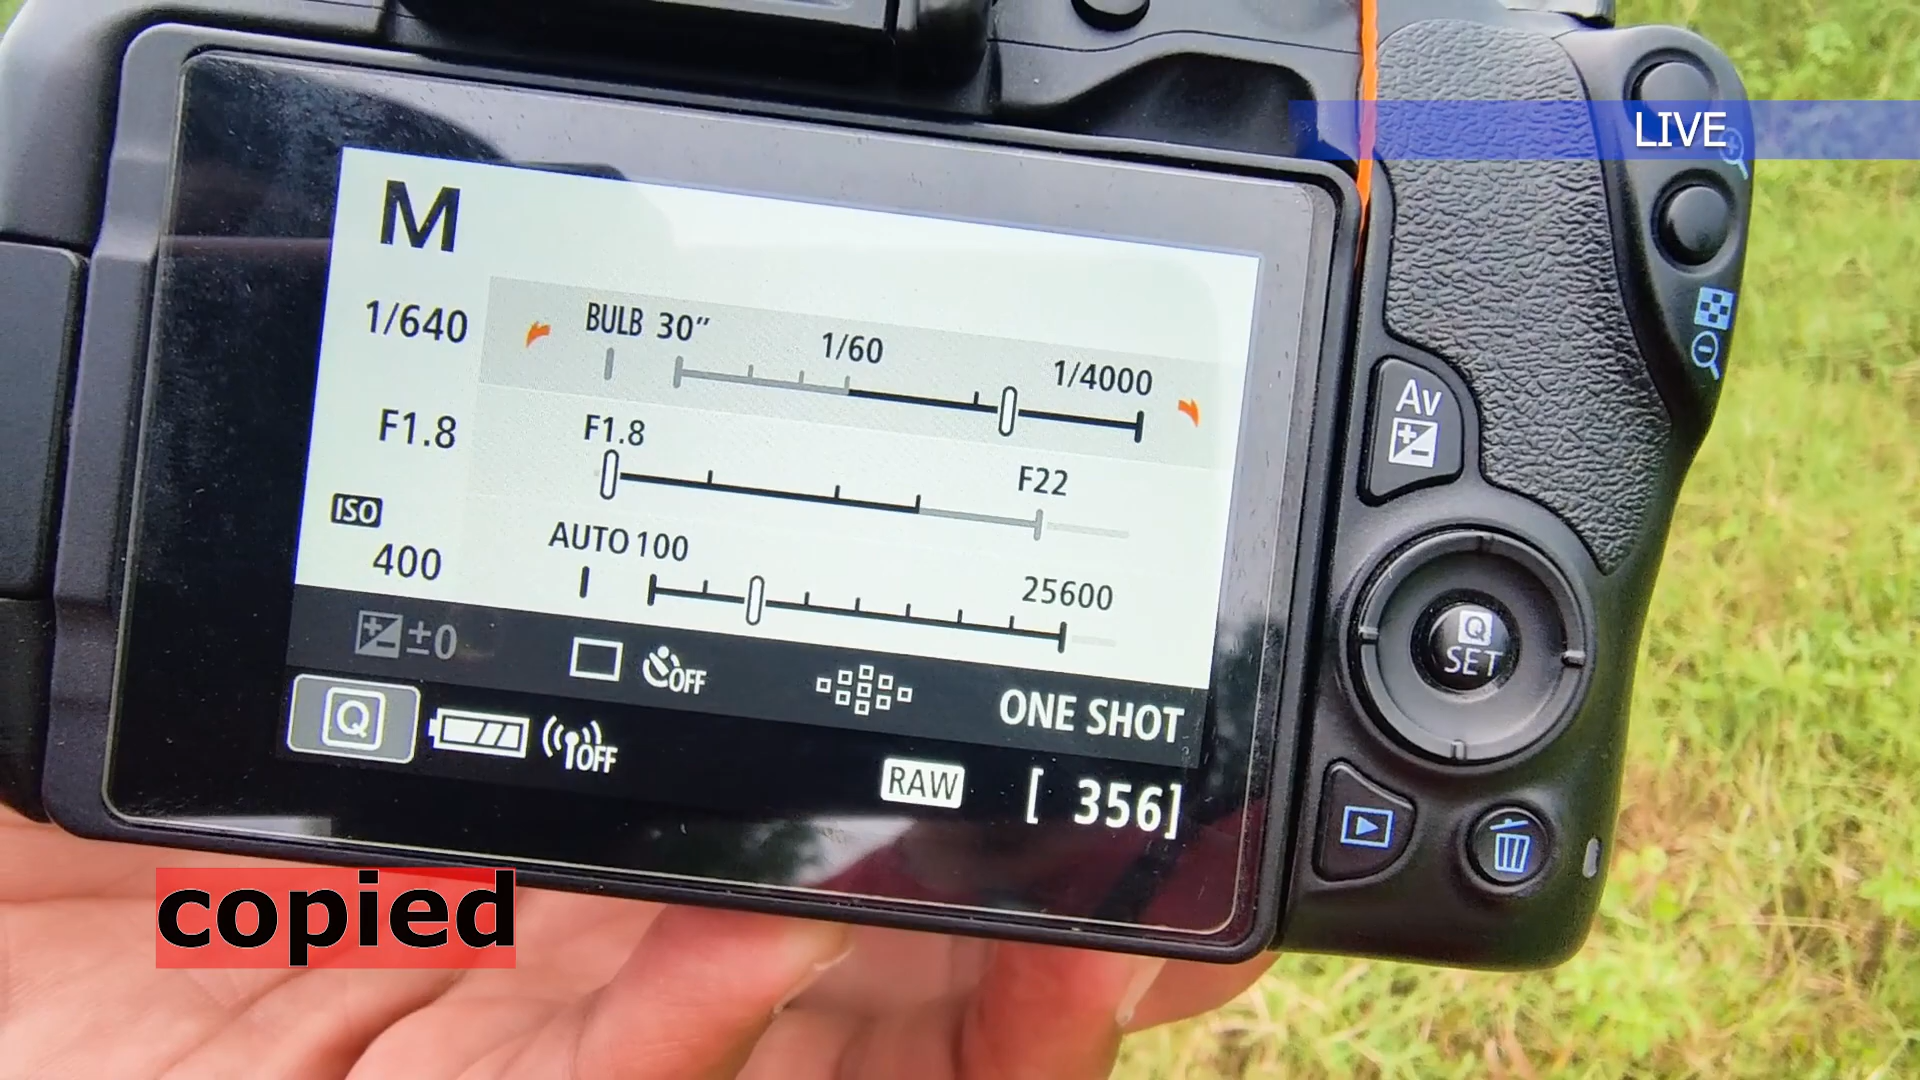 LIVE
M
1/640
BULB 30" 1/60 1/4000
F1.8
F1.8 F22
ISO
400
AUTO 100 25600
±0
OFF
ONE SHOT
Q
OFF
RAW
[ 356]
Av
Q
SET
copied